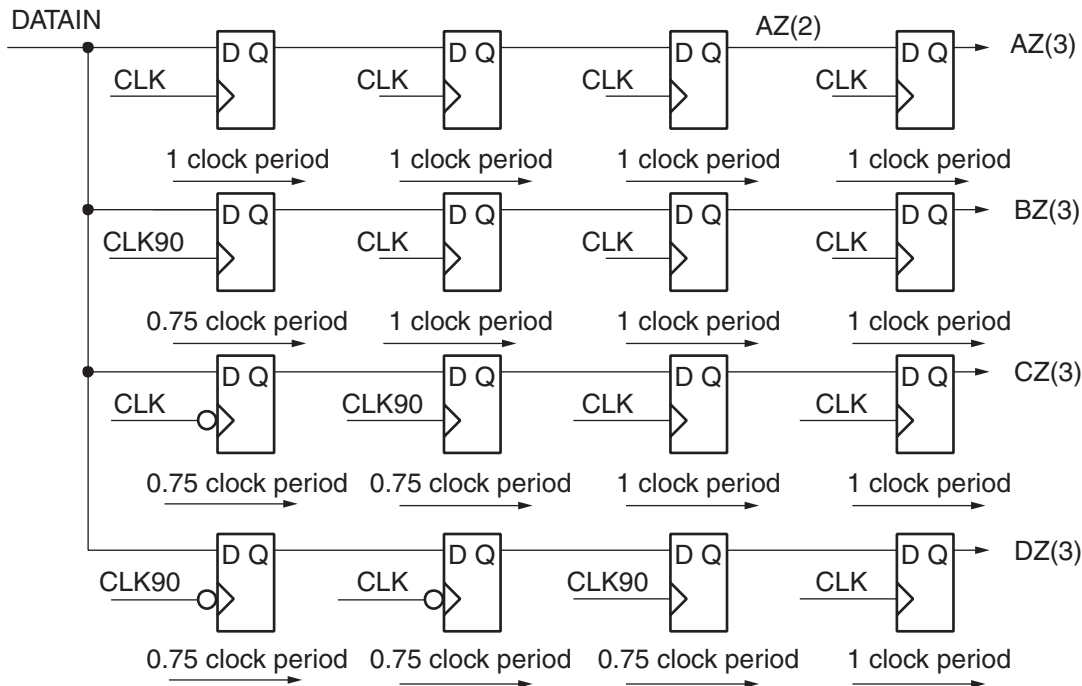 DATAIN
D Q D Q AZ(2) D Q D Q AZ(3)
CLK CLK CLK CLK
1 clock period 1 clock period 1 clock period 1 clock period
D Q D Q D Q D Q BZ(3)
CLK90 CLK CLK CLK
0.75 clock period 1 clock period 1 clock period 1 clock period
D Q D Q D Q D Q CZ(3)
CLK CLK90 CLK CLK
0.75 clock period 0.75 clock period 1 clock period 1 clock period
D Q D Q D Q D Q DZ(3)
CLK90 CLK CLK90 CLK
0.75 clock period 0.75 clock period 0.75 clock period 1 clock period